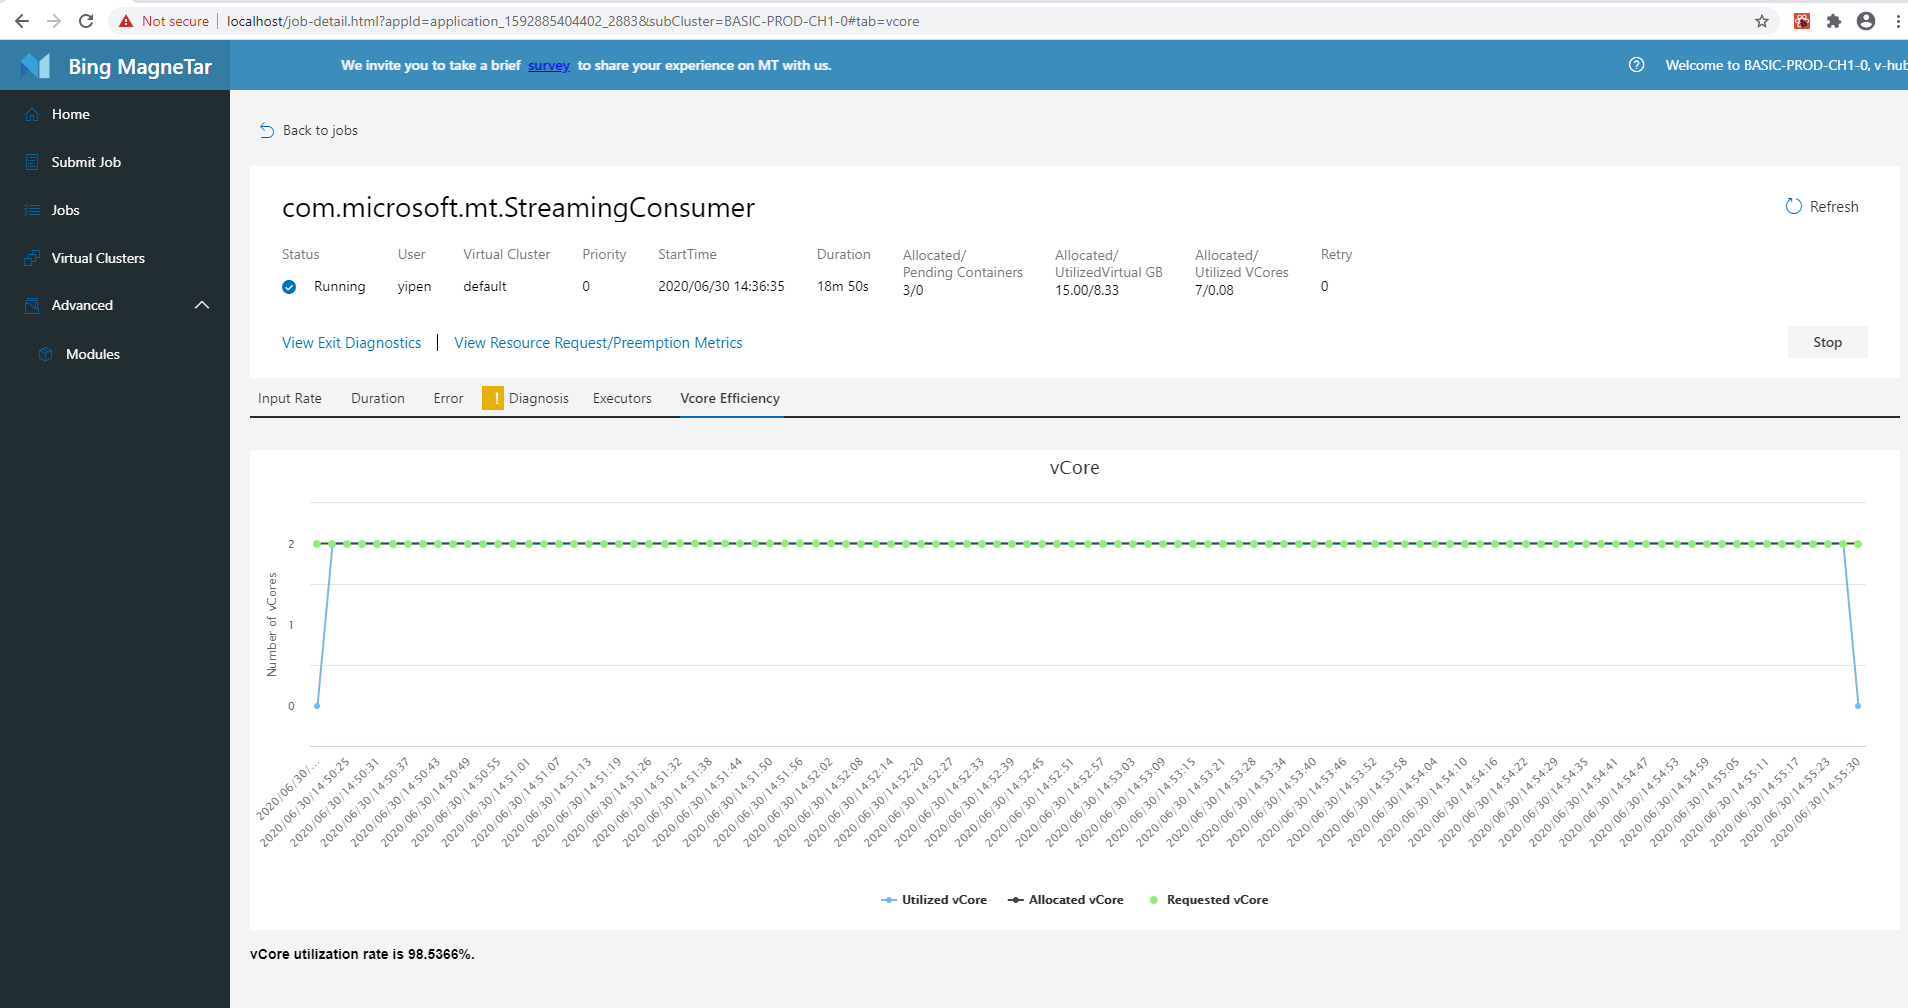 Not secure | localhost/job-detail.html?appId=application_1592885404402_2883&subCluster=BASIC-PROD-CH1-0#tab=vcore
Bing MagneTar
We invite you to take a brief survey to share your experience on MT with us.
Welcome to BASIC-PROD-CH1-0, v-hub
Home
Submit Job
Jobs
Virtual Clusters
Advanced
Modules
Back to jobs
com.microsoft.mt.StreamingConsumer
Refresh
Status User Virtual Cluster Priority StartTime Duration Allocated/ Pending Containers Allocated/ UtilizedVirtual GB Allocated/ Utilized VCores Retry
Running yipen default 0 2020/06/30 14:36:35 18m 50s 3/0 15.00/8.33 7/0.08 0
View Exit Diagnostics | View Resource Request/Preemption Metrics
Stop
Input Rate Duration Error ! Diagnosis Executors Vcore Efficiency
vCore
Number of vCores
2
1
0
2020/06/30/...
2020/06/30/14:50:25
2020/06/30/14:50:31
2020/06/30/14:50:37
2020/06/30/14:50:43
2020/06/30/14:50:49
2020/06/30/14:50:55
2020/06/30/14:51:01
2020/06/30/14:51:07
2020/06/30/14:51:13
2020/06/30/14:51:19
2020/06/30/14:51:26
2020/06/30/14:51:32
2020/06/30/14:51:38
2020/06/30/14:51:44
2020/06/30/14:51:50
2020/06/30/14:51:56
2020/06/30/14:52:02
2020/06/30/14:52:08
2020/06/30/14:52:14
2020/06/30/14:52:20
2020/06/30/14:52:27
2020/06/30/14:52:33
2020/06/30/14:52:39
2020/06/30/14:52:45
2020/06/30/14:52:51
2020/06/30/14:52:57
2020/06/30/14:53:03
2020/06/30/14:53:09
2020/06/30/14:53:15
2020/06/30/14:53:21
2020/06/30/14:53:28
2020/06/30/14:53:34
2020/06/30/14:53:40
2020/06/30/14:53:46
2020/06/30/14:53:52
2020/06/30/14:53:58
2020/06/30/14:54:04
2020/06/30/14:54:10
2020/06/30/14:54:16
2020/06/30/14:54:22
2020/06/30/14:54:29
2020/06/30/14:54:35
2020/06/30/14:54:41
2020/06/30/14:54:47
2020/06/30/14:54:53
2020/06/30/14:54:59
2020/06/30/14:55:05
2020/06/30/14:55:11
2020/06/30/14:55:17
2020/06/30/14:55:23
2020/06/30/14:55:30
Utilized vCore Allocated vCore Requested vCore
vCore utilization rate is 98.5366%.